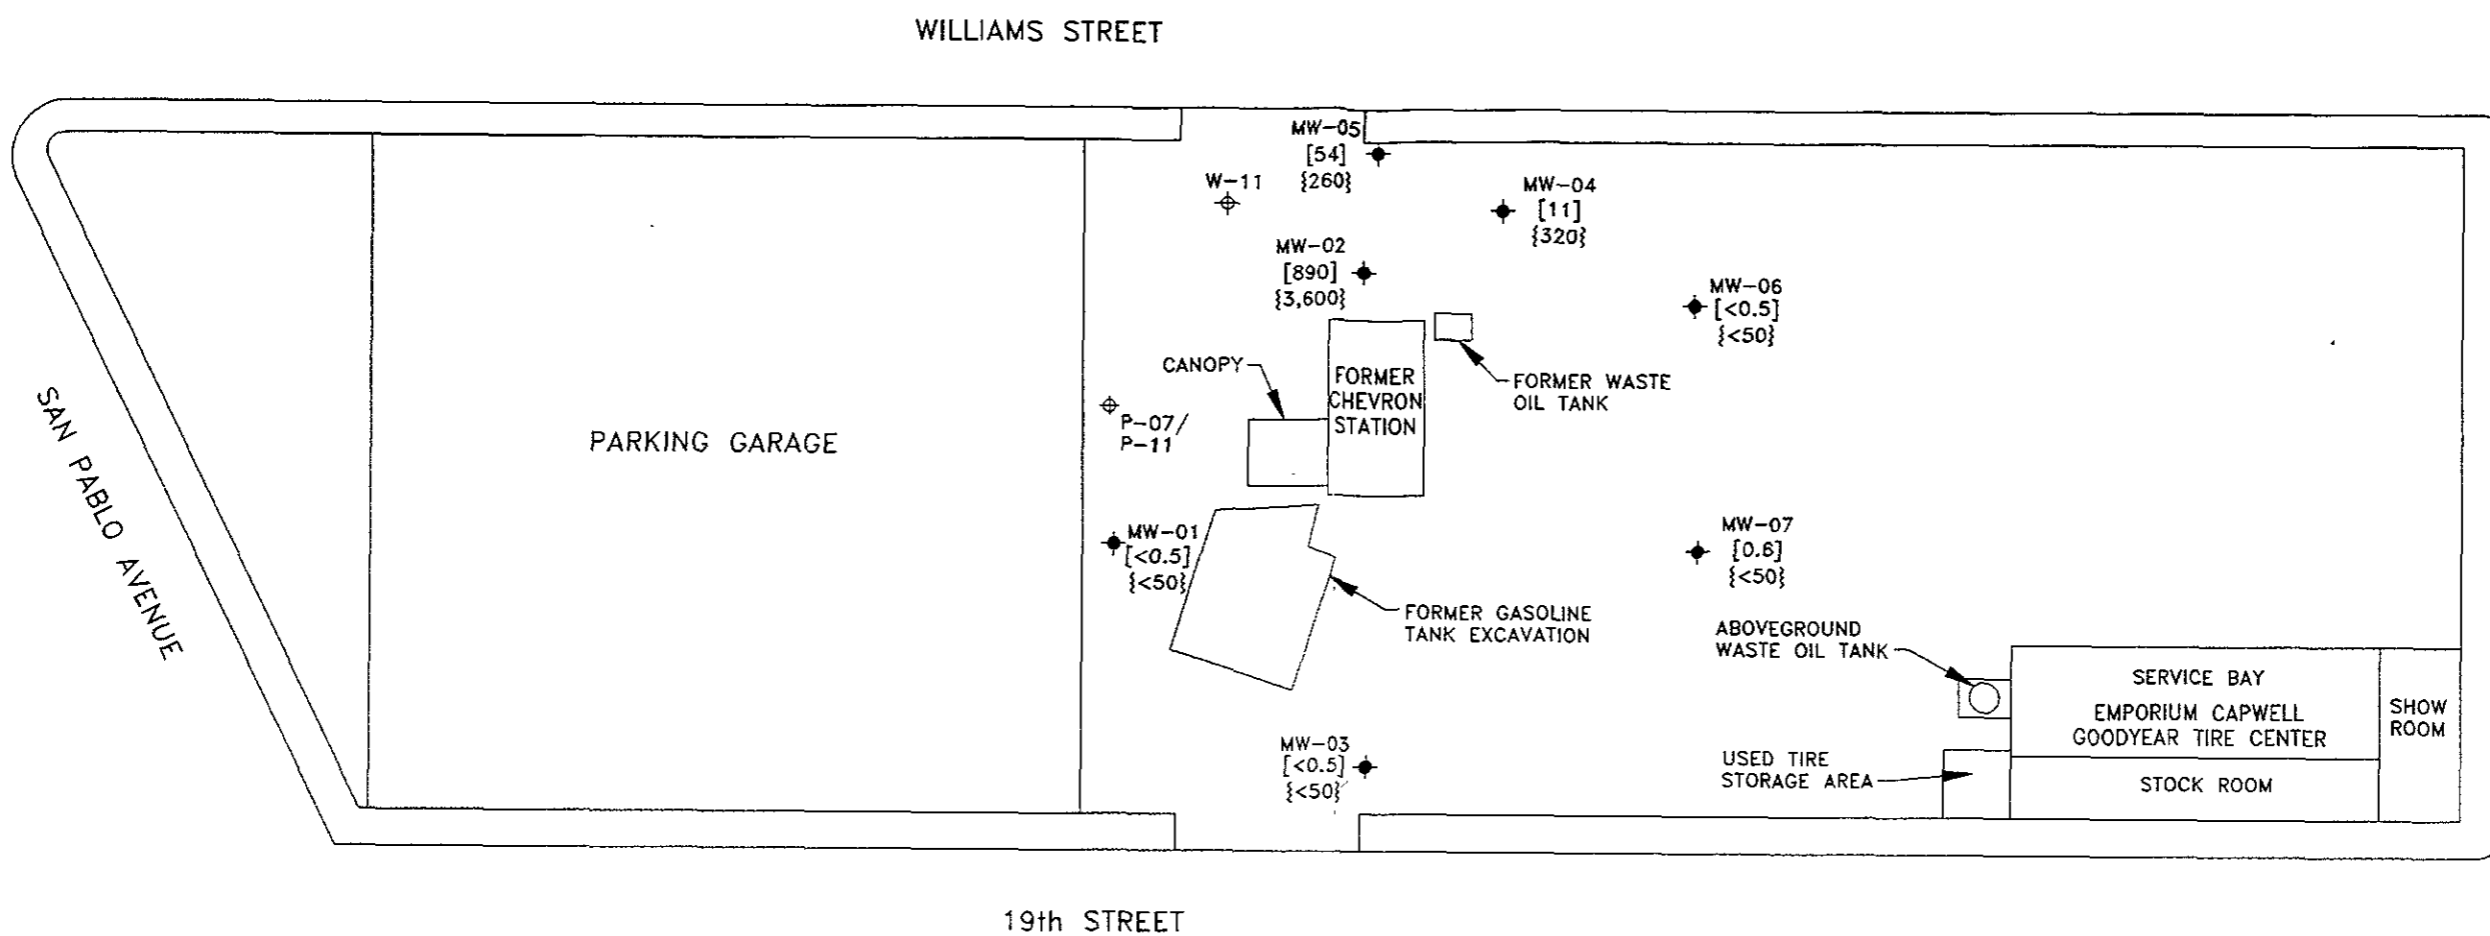 WILLIAMS STREET
MW-05
[54]
{260}
W-11
MW-04
[11]
{320}
MW-02
[890]
{3,600}
MW-06
[<0.5]
{<50}
CANOPY
FORMER
CHEVRON
STATION
FORMER WASTE
OIL TANK
SAN PABLO AVENUE
PARKING GARAGE
P-07/
P-11
MW-01
[<0.5]
{<50}
MW-07
{<50}
FORMER GASOLINE
TANK EXCAVATION
ABOVEGROUND
WASTE OIL TANK
SERVICE BAY
EMPORIUM CAPWELL
GOODYEAR TIRE CENTER
SHOW
ROOM
MW-03
[<0.5]
{<50}
USED TIRE
STORAGE AREA
STOCK ROOM
19th STREET